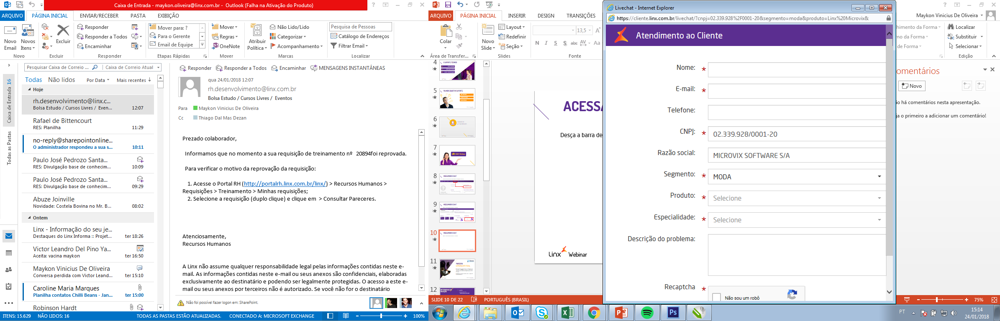 Caixa de Entrada - maykon.oliveira@linx.com.br - Outlook (Falha na Ativação do Produto)
ARQUIVO PÁGINA INICIAL ENVIAR/RECEBER PASTA EXIBIÇÃO
Novo Email
Novos Itens
Novo
Excluir
Excluir
Responder
Responder a Todos
Encaminhar
Responder
Mover para: ?
Para o Gerente
Email de Equipe
Etapas Rápidas
Mover
Regras
OneNote
Mover
Atribuir Política
Não Lido/Lido
Categorizar
Acompanhamento
Marcas
Pesquisa de Pessoas
Catálogo de Endereços
Filtrar Email
Localizar
Caixa de Entrada 16
Todas as Pastas
Pesquisar Caixa de Correio ... Caixa de Correio Atual
Todas Não lidos Por Data Mais recentes
Hoje
rh.desenvolvimento@linx.c...
Bolsa Estudo / Cursos Livres / Even... 12:07
Rafael de Bittencourt
RES: Planilha 11:29
no-reply@sharepointonline...
O administrador respondeu a sua s... 10:11
Paulo José Pedrozo Santa...
RES: Divulgação base de conhecim... 10:09
Paulo José Pedrozo Santa...
RES: Divulgação base de conhecim... 09:29
Abuze Joinville
Novidade: Costela Bovina no Mr. B... 08:02
Ontem
Linx - Informação do seu je...
Destaques do Linx Informa :: Projet... ter 18:26
Victor Leandro Del Pino Ya...
Aceita: vacina maykon ter 16:50
Maykon Vinicius De Oliveira
Conversa perdida com Victor Leand... ter 15:10
Caroline Maria Marques
Planilha contatos Chilli Beans - Jan... ter 15:00
Robinson Hardt
Responder Responder a Todos Encaminhar MENSAGENS INSTANTÂNEAS
qua 24/01/2018 12:07
rh.desenvolvimento@linx.com.br
Bolsa Estudo / Cursos Livres / Eventos
Para Maykon Vinicius De Oliveira
Cc Thiago Dal Mas Dezan
Prezado colaborador,
Informamos que no momento a sua requisição de treinamento nº 20894foi reprovada.
Para verificar o motivo da reprovação da requisição:
1. Acesse o Portal RH (http://portalrh.linx.com.br/linx/) > Recursos Humanos >
Requisições > Treinamento > Minhas requisições;
2. Selecione a requisição (duplo clique) e clique em > Consultar Pareceres.
Atenciosamente,
Recursos Humanos
A Linx não assume qualquer responsabilidade legal pelas informações contidas neste e-
mail. As informações contidas neste e-mail ou seus anexos são confidenciais, elaboradas
exclusivamente ao destinatário e podendo ser legalmente protegidas. O acesso a este e-
mail ou seus anexos por terceiros não é autorizado. Se você não for o destinatário
Não foi possível fazer logon em: SharePoint.
ITENS: 15.629 NÃO LIDOS: 16 TODAS AS PASTAS ESTÃO ATUALIZADAS. CONECTADO A: MICROSOFT EXCHANGE 100%
ARQUIVO PÁGINA INICIAL INSERIR DESIGN TRANSIÇÕES
Colar
Área de Transfer...
Novo Slide
Layout
Redefinir
Seção
Slides
13,5
N I S S abc AV Aa
Fonte
4
O SUPORTE TÉCNICO
5
6
7
CHAT Online
8
ACESSANDO O CHAT
9
ACESSANDO O CHAT
10
ACESSANDO O CHAT
11
12
ACESSA
Desça a barra de
Linx Webinar
SLIDE 10 DE 22 PORTUGUÊS (BRASIL)
Livechat - Internet Explorer
https://cliente.linx.com.br/livechat/?cnpj=02.339.928%2F0001-20&segmento=moda&produto=Linx%20Microvix&
Atendimento ao Cliente
Nome: *
E-mail: *
Telefone:
CNPJ: * 02.339.928/0001-20
Razão social: MICROVIX SOFTWARE S/A
Segmento: * MODA
Produto: * Selecione
Especialidade: * Selecione
Descrição do problema:
Recaptcha *
Não sou um robô
Maykon Vinicius De Oliveira
himento da Forma
no da Forma
de Forma
Localizar
Substituir
Selecionar
Edição
omentários
Novo
ão há comentários nesta apresentação.
ja o primeiro a adicionar um comentário!
75%
PT
15:14
24/01/2018